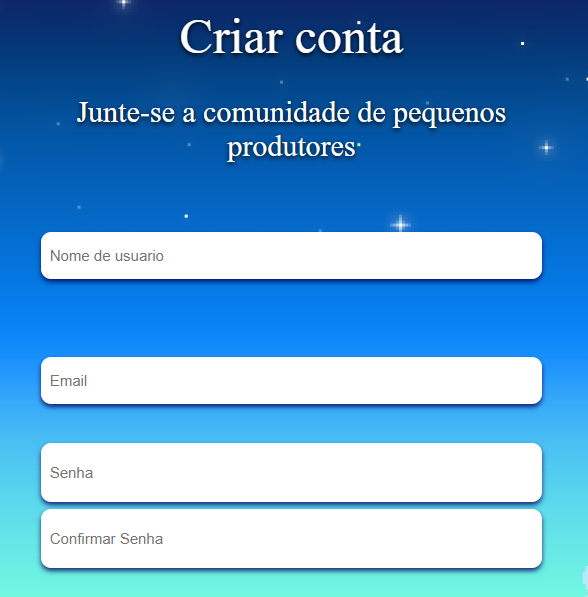 Criar conta
Junte-se a comunidade de pequenos
produtores
Nome de usuario
Email
Senha
Confirmar Senha